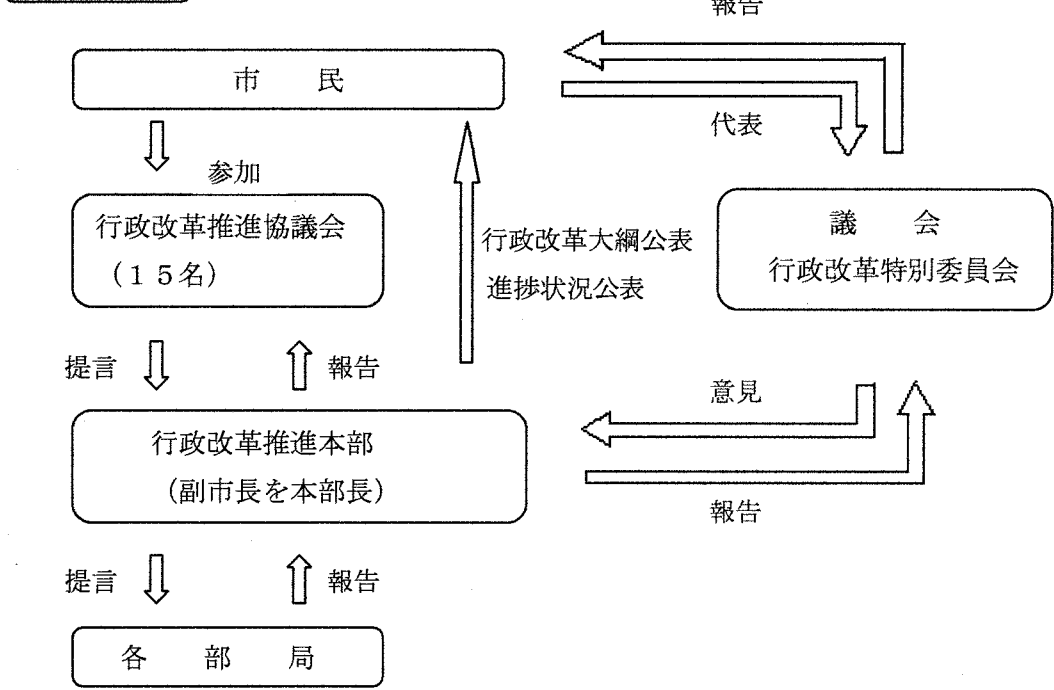 報告
市　　民
代表
参加
行政改革推進協議会
（１５名）
行政改革大綱公表
進捗状況公表
議　　会
行政改革特別委員会
提言
報告
意見
行政改革推進本部
（副市長を本部長）
報告
提言
報告
各　部　局